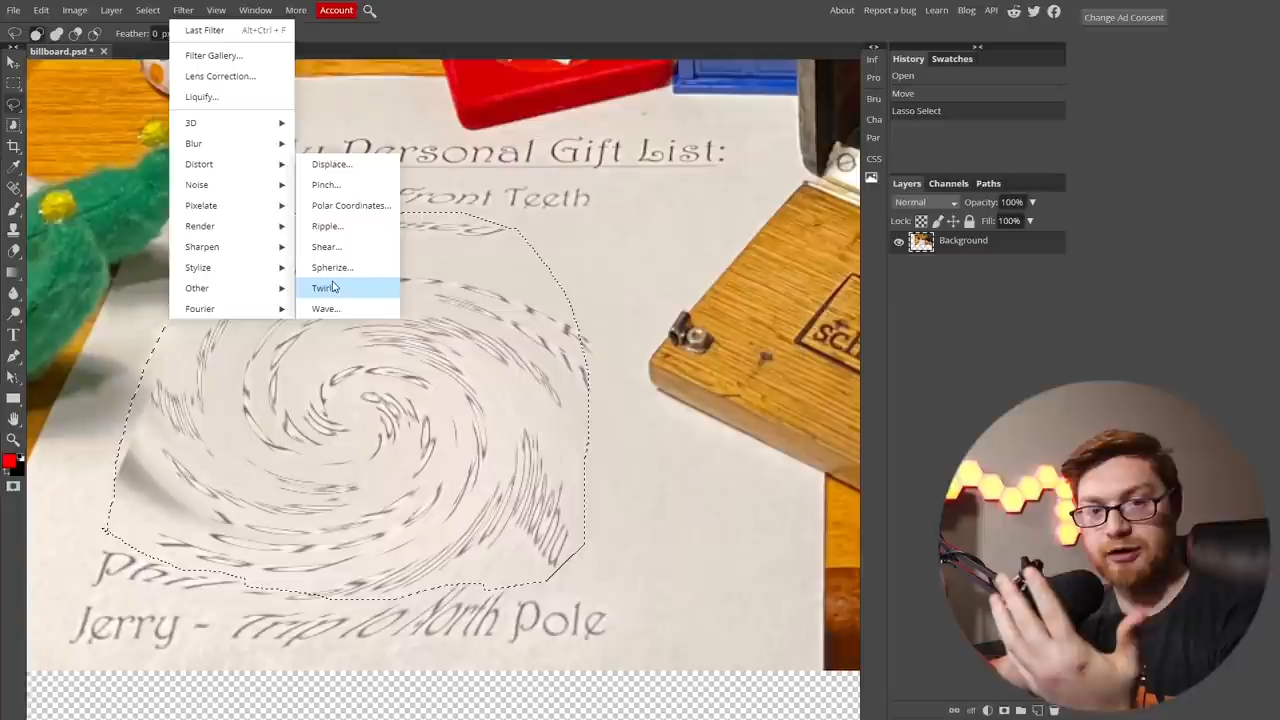 File Edit Image Layer Select Filter View Window More Account About Report a bug Learn Blog API Change Ad Consent
Feather: 0
billboard.psd *
Last Filter Alt+Ctrl + F
Filter Gallery...
Lens Correction...
Liquify...
3D
Blur
Distort
Noise
Pixelate
Render
Sharpen
Stylize
Other
Fourier
Displace...
Pinch...
Polar Coordinates...
Ripple...
Shear...
Spherize...
Twirl...
Wave...
Personal Gift List:
Front Teeth
Jerry - Trip to North Pole
Inf
Pro
Bru
Cha
Par
CSS
History Swatches
Open
Move
Lasso Select
Layers Channels Paths
Normal Opacity: 100%
Lock: Fill: 100%
Background
eff